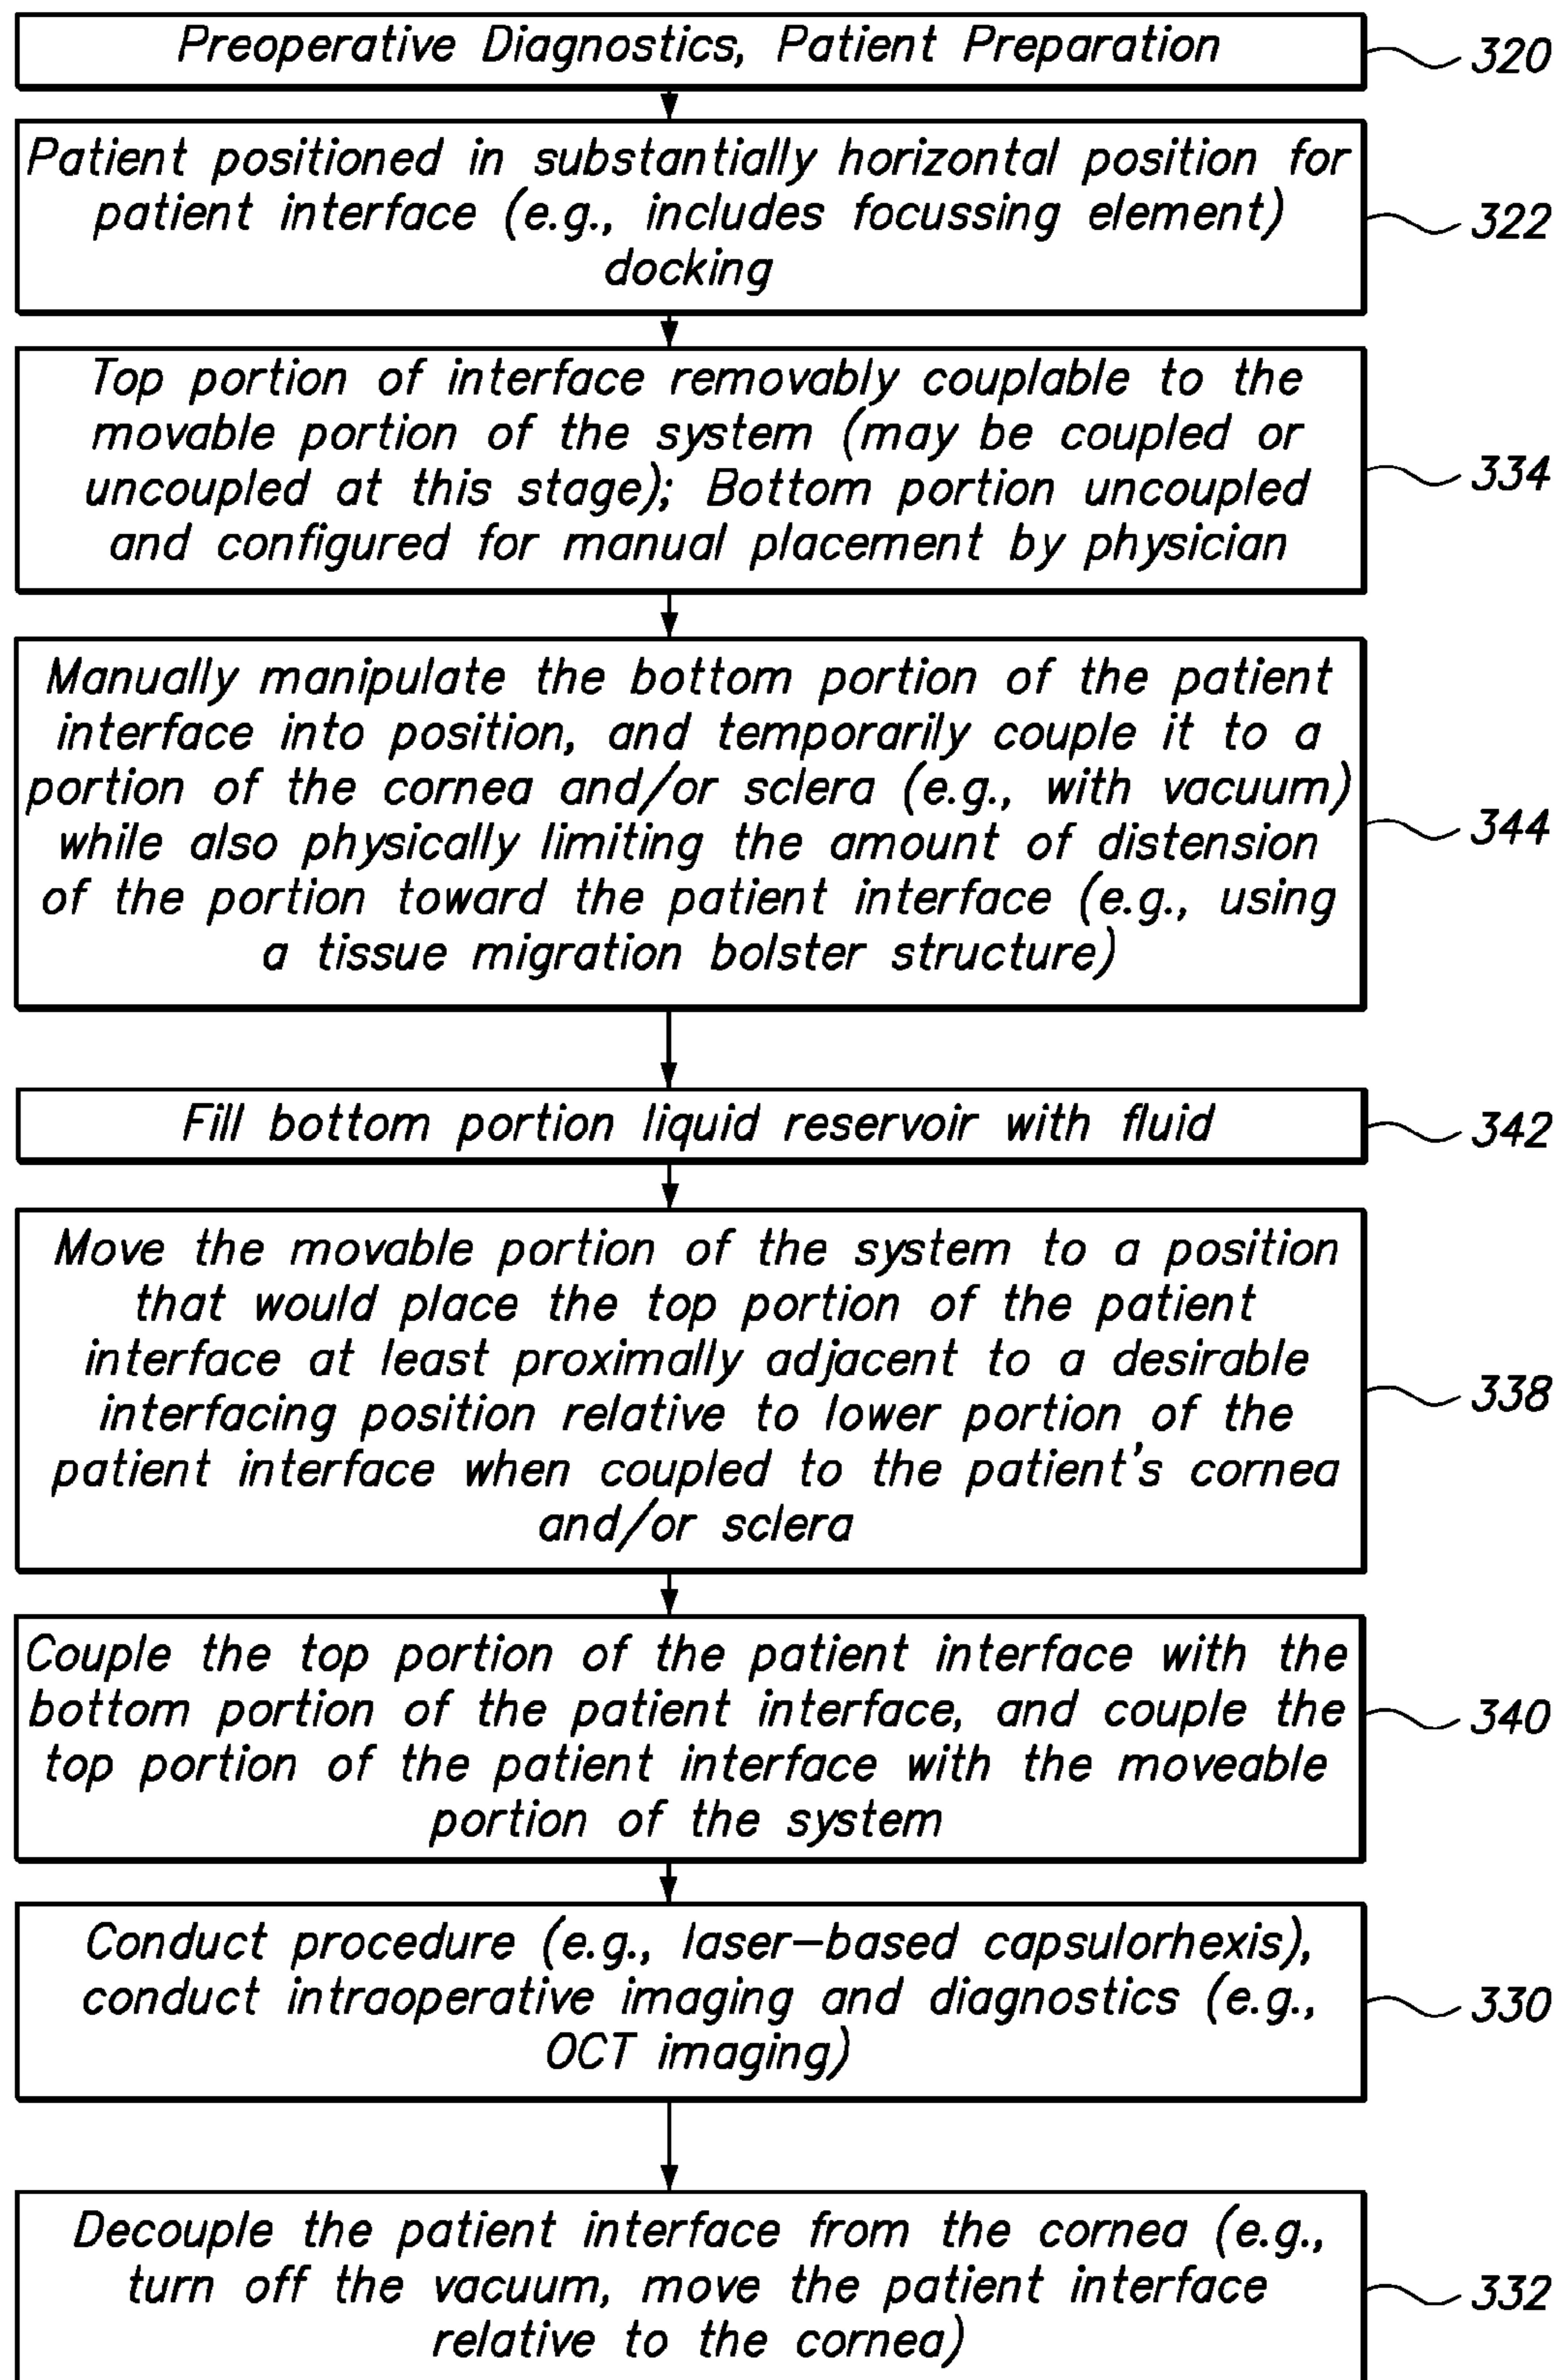 Preoperative Diagnostics, Patient Preparation
320
Patient positioned in substantially horizontal position for
patient interface (e.g., includes focussing element)
docking
322
Top portion of interface removably couplable to the
movable portion of the system (may be coupled or
uncoupled at this stage); Bottom portion uncoupled
and configured for manual placement by physician
334
Manually manipulate the bottom portion of the patient
interface into position, and temporarily couple it to a
portion of the cornea and/or sclera (e.g., with vacuum)
while also physically limiting the amount of distension
of the portion toward the patient interface (e.g., using
a tissue migration bolster structure)
344
Fill bottom portion liquid reservoir with fluid
342
Move the movable portion of the system to a position
that would place the top portion of the patient
interface at least proximally adjacent to a desirable
interfacing position relative to lower portion of the
patient interface when coupled to the patient's cornea
and/or sclera
338
Couple the top portion of the patient interface with the
bottom portion of the patient interface, and couple the
top portion of the patient interface with the moveable
portion of the system
340
Conduct procedure (e.g., laser-based capsulorhexis),
conduct intraoperative imaging and diagnostics (e.g.,
OCT imaging)
330
Decouple the patient interface from the cornea (e.g.,
turn off the vacuum, move the patient interface
relative to the cornea)
332